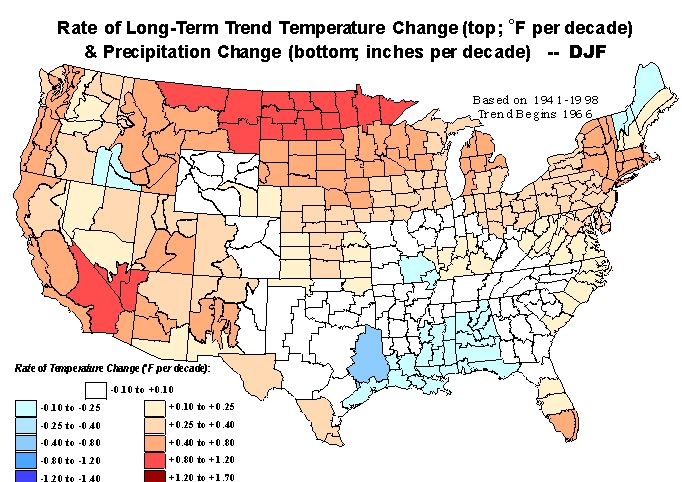 Rate of Long-Term Trend Temperature Change (top; °F per decade)
& Precipitation Change (bottom; inches per decade) -- DJF
Based on 1941-1998
Trend Begins 1966
Rate of Temperature Change (°F per decade):
-0.10 to +0.10
-0.10 to -0.25
+0.10 to +0.25
-0.25 to -0.40
+0.25 to +0.40
-0.40 to -0.80
+0.40 to +0.80
-0.80 to -1.20
+0.80 to +1.20
-1.20 to -1.40
+1.20 to +1.70